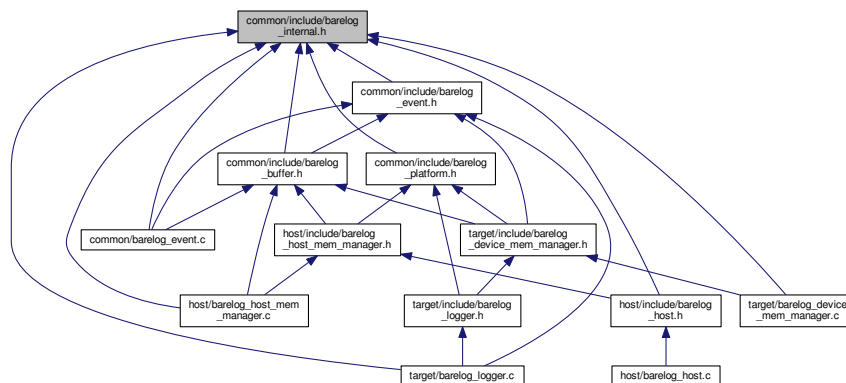 common/include/barelog
_internal.h
common/include/barelog
_event.h
common/include/barelog
_buffer.h
common/include/barelog
_platform.h
common/barelog_event.c
host/include/barelog
_host_mem_manager.h
target/include/barelog
_device_mem_manager.h
host/barelog_host_mem
_manager.c
target/include/barelog
_logger.h
host/include/barelog
_host.h
target/barelog_device
_mem_manager.c
target/barelog_logger.c
host/barelog_host.c